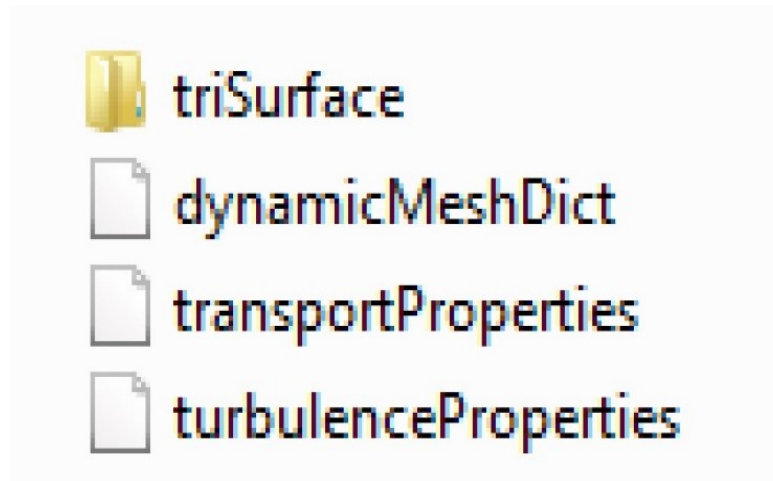 triSurface
dynamicMeshDict
transportProperties
turbulenceProperties